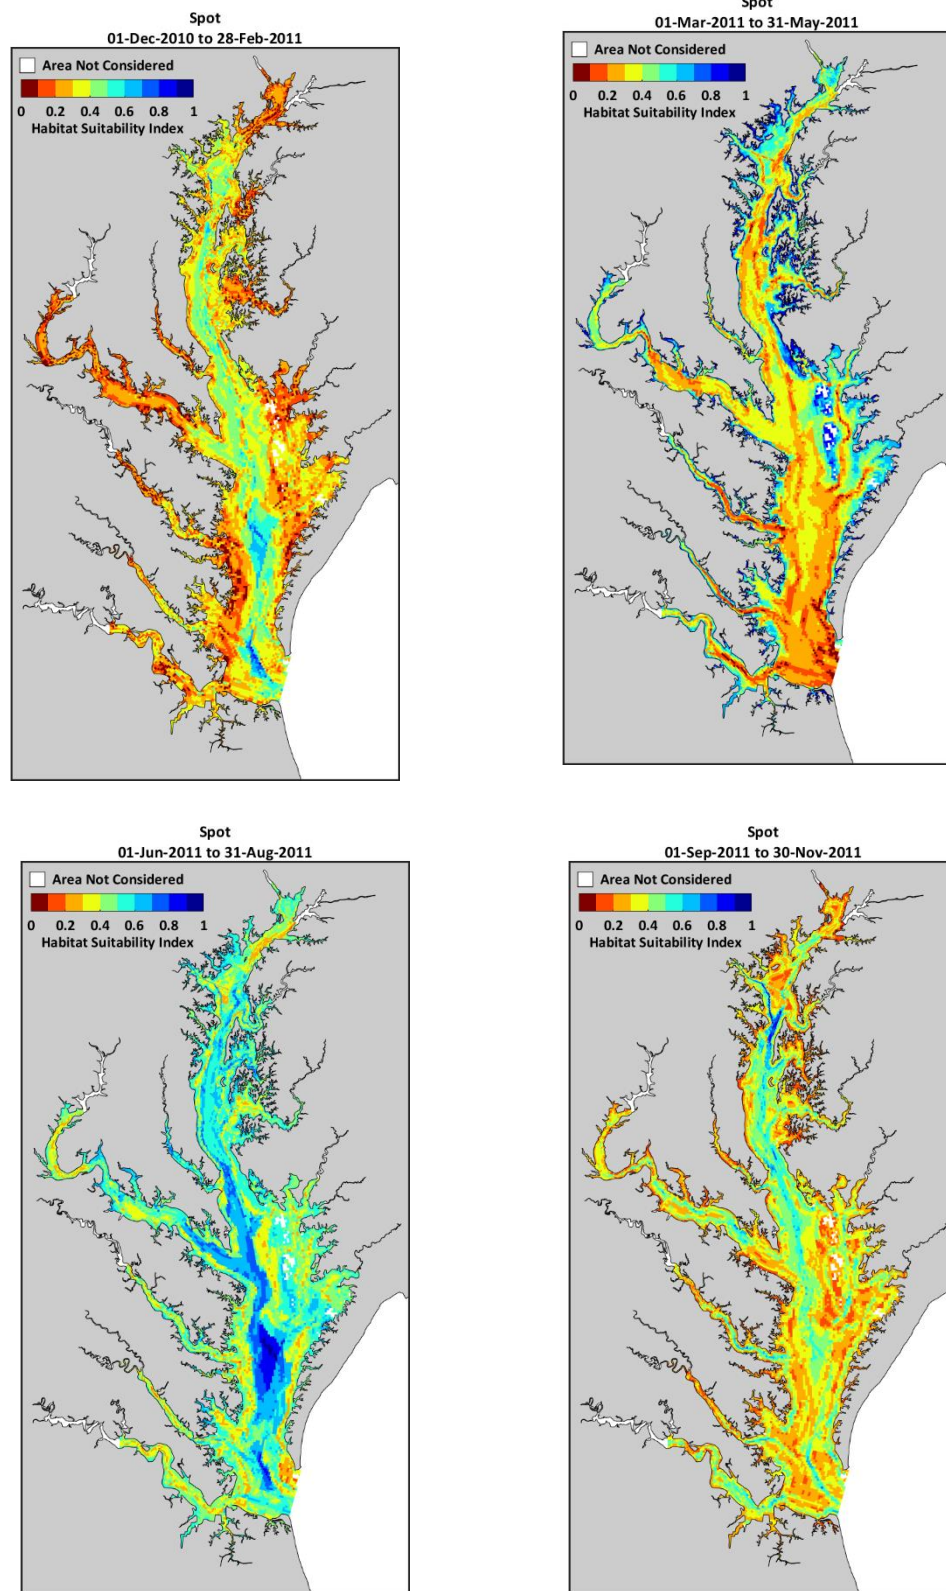 Spot
01-Dec-2010 to 28-Feb-2011
Area Not Considered
0 0.2 0.4 0.6 0.8 1
Habitat Suitability Index
Spot
01-Mar-2011 to 31-May-2011
Area Not Considered
0 0.2 0.4 0.6 0.8 1
Habitat Suitability Index
Spot
01-Jun-2011 to 31-Aug-2011
Area Not Considered
0 0.2 0.4 0.6 0.8 1
Habitat Suitability Index
Spot
01-Sep-2011 to 30-Nov-2011
Area Not Considered
0 0.2 0.4 0.6 0.8 1
Habitat Suitability Index